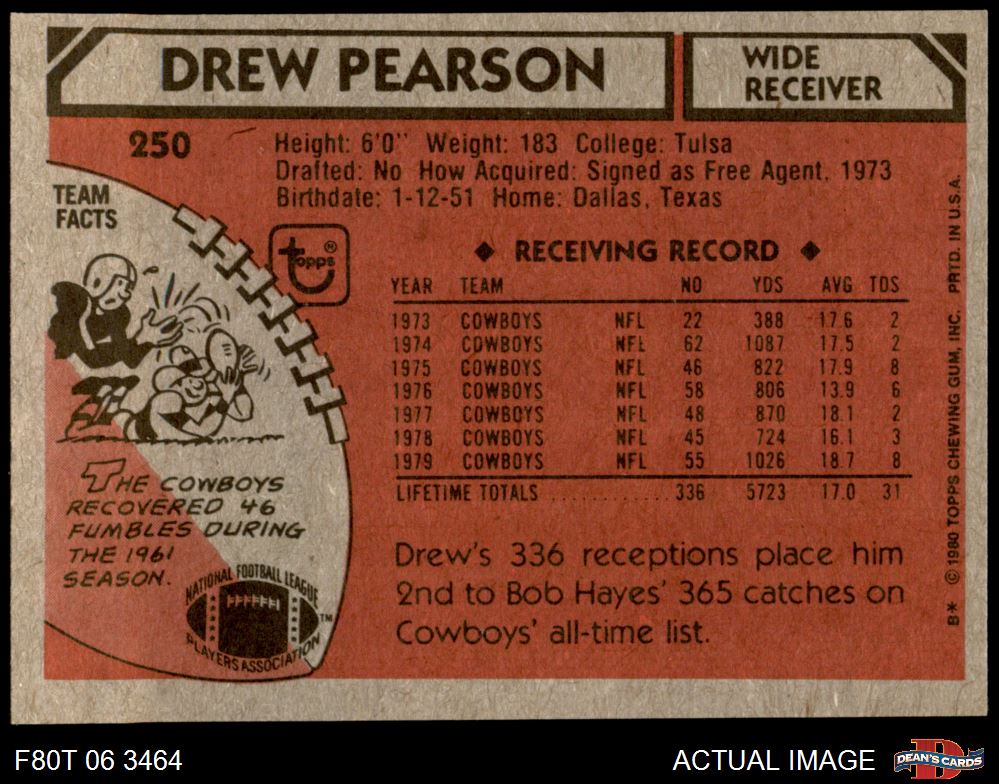 DREW PEARSON
WIDE
RECEIVER
250
Height: 6'0" Weight: 183 College: Tulsa
Drafted: No How Acquired: Signed as Free Agent, 1973
Birthdate: 1-12-51 Home: Dallas, Texas
TEAM
FACTS
topps®
◆ RECEIVING RECORD ◆
YEAR TEAM NO YDS AVG TDS
1973 COWBOYS NFL 22 388 17.6 2
1974 COWBOYS NFL 62 1087 17.5 2
1975 COWBOYS NFL 46 822 17.9 8
1976 COWBOYS NFL 58 806 13.9 6
1977 COWBOYS NFL 48 870 18.1 2
1978 COWBOYS NFL 45 724 16.1 3
1979 COWBOYS NFL 55 1026 18.7 8
LIFETIME TOTALS ............ 336 5723 17.0 31
THE COWBOYS
RECOVERED 46
FUMBLES DURING
THE 1961
SEASON.
NATIONAL FOOTBALL LEAGUE
PLAYERS ASSOCIATION
TM
Drew's 336 receptions place him
2nd to Bob Hayes' 365 catches on
Cowboys' all-time list.
B* © 1980 TOPPS CHEWING GUM, INC. PRTD. IN U.S.A.
F80T 06 3464
ACTUAL IMAGE
D
DEAN'S CARDS